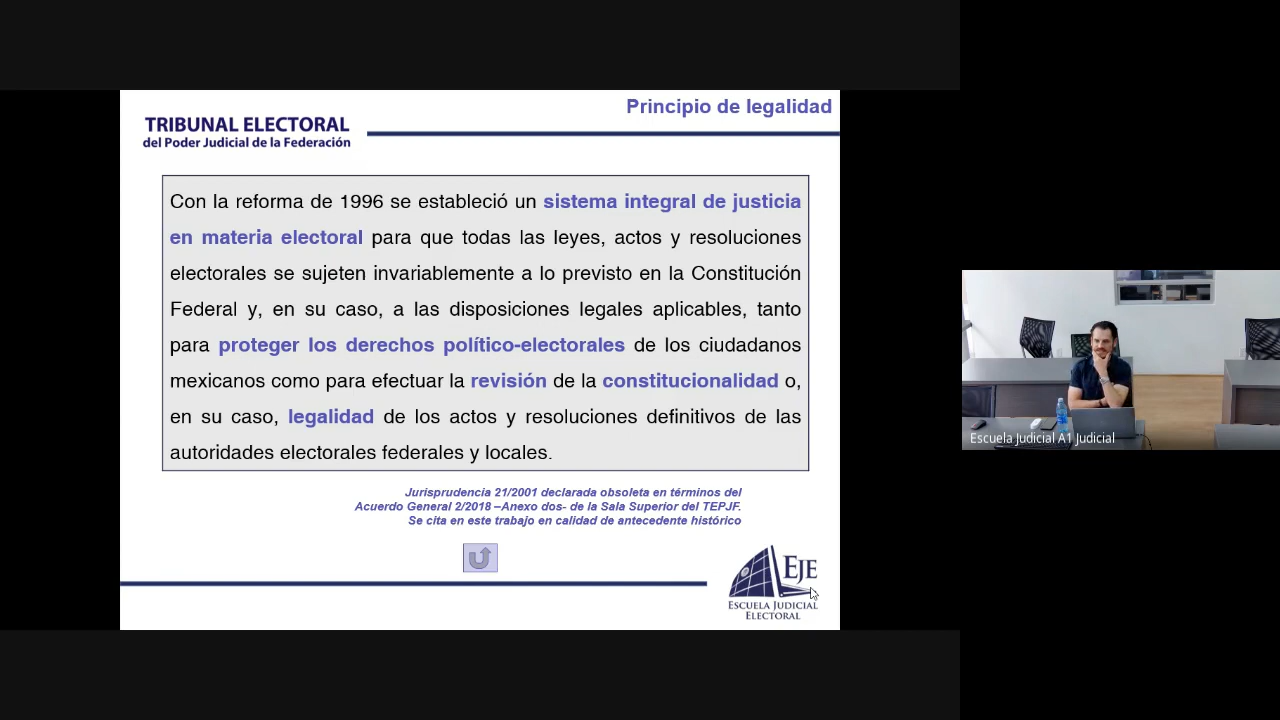 Principio de legalidad
TRIBUNAL ELECTORAL
del Poder Judicial de la Federación
Con la reforma de 1996 se estableció un sistema integral de justicia
en materia electoral para que todas las leyes, actos y resoluciones
electorales se sujeten invariablemente a lo previsto en la Constitución
Federal y, en su caso, a las disposiciones legales aplicables, tanto
para proteger los derechos político-electorales de los ciudadanos
mexicanos como para efectuar la revisión de la constitucionalidad o,
en su caso, legalidad de los actos y resoluciones definitivos de las
autoridades electorales federales y locales.
Jurisprudencia 21/2001 declarada obsoleta en términos del
Acuerdo General 2/2018 –Anexo dos- de la Sala Superior del TEPJF.
Se cita en este trabajo en calidad de antecedente histórico
EJE
ESCUELA JUDICIAL
ELECTORAL
Escuela Judicial A1 Judicial